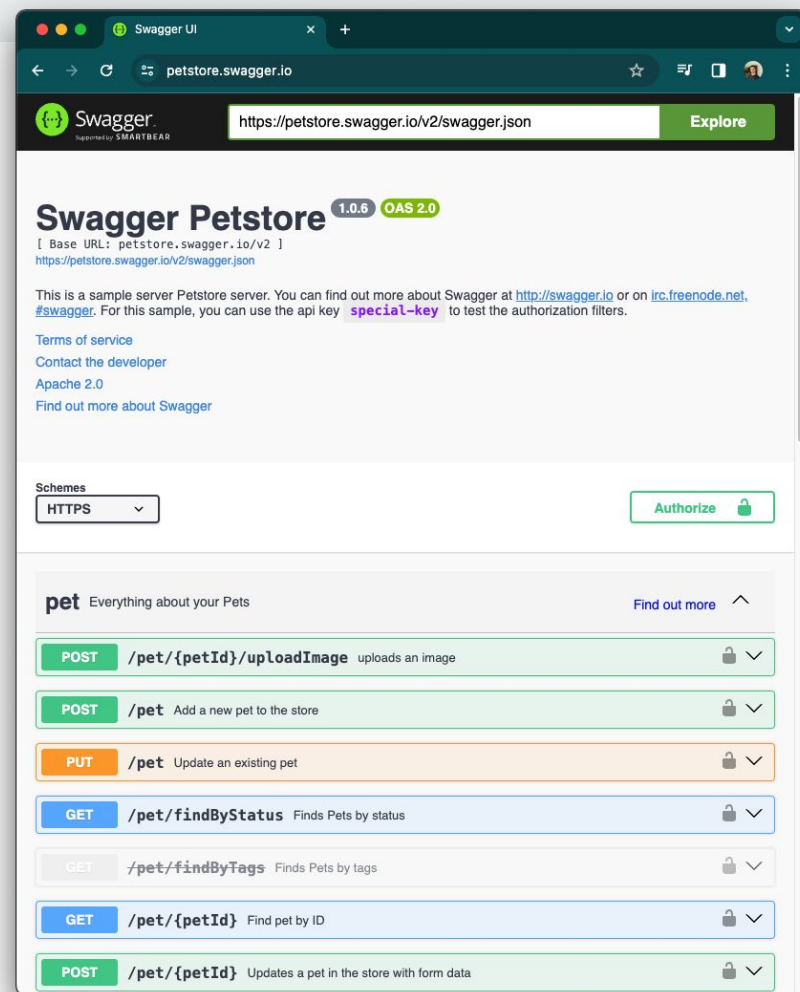 Swagger UI
petstore.swagger.io
Swagger.
Supported by SMARTBEAR
https://petstore.swagger.io/v2/swagger.json
Explore
Swagger Petstore 1.0.6 OAS 2.0
[ Base URL: petstore.swagger.io/v2 ]
https://petstore.swagger.io/v2/swagger.json
This is a sample server Petstore server. You can find out more about Swagger at http://swagger.io or on irc.freenode.net,
#swagger. For this sample, you can use the api key special-key to test the authorization filters.
Terms of service
Contact the developer
Apache 2.0
Find out more about Swagger
Schemes
HTTPS
Authorize
pet Everything about your Pets
Find out more
POST /pet/{petId}/uploadImage uploads an image
POST /pet Add a new pet to the store
PUT /pet Update an existing pet
GET /pet/findByStatus Finds Pets by status
GET /pet/findByTags Finds Pets by tags
GET /pet/{petId} Find pet by ID
POST /pet/{petId} Updates a pet in the store with form data